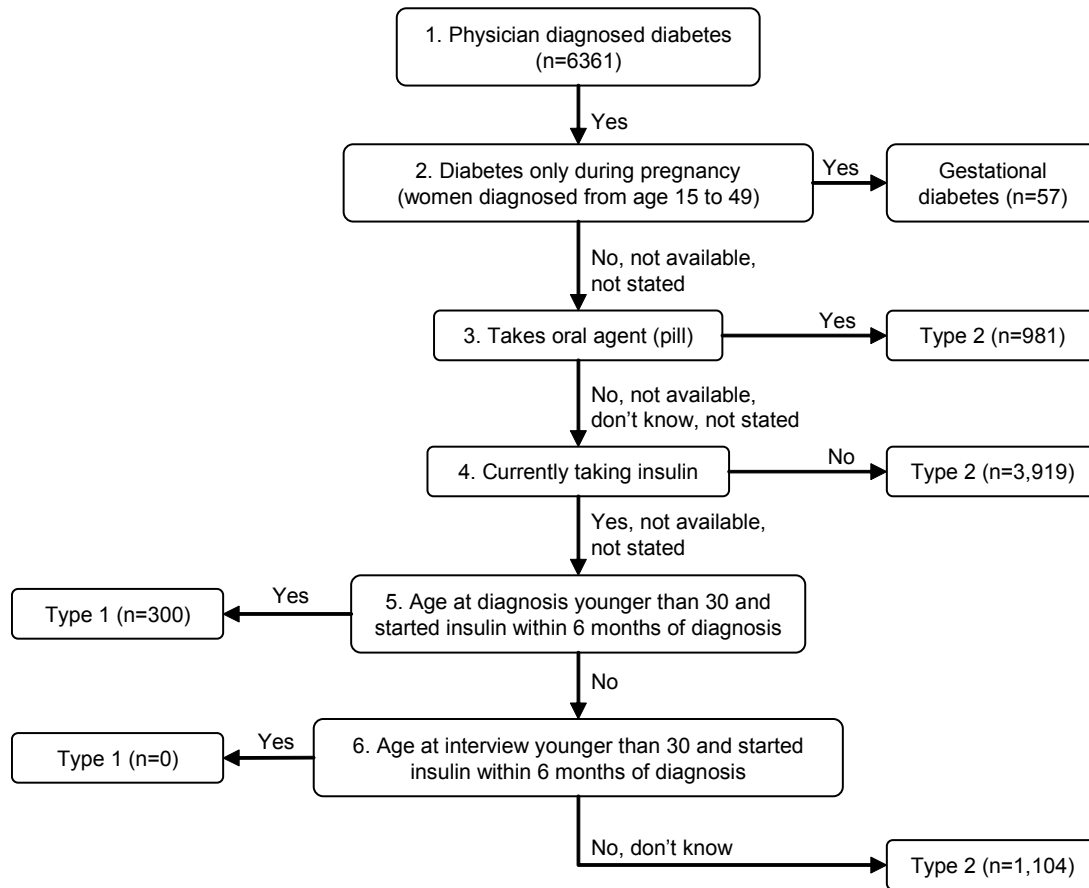 1. Physician diagnosed diabetes
(n=6361)
Yes
2. Diabetes only during pregnancy
(women diagnosed from age 15 to 49)
Yes
Gestational
diabetes (n=57)
No, not available,
not stated
3. Takes oral agent (pill)
Yes
Type 2 (n=981)
No, not available,
don’t know, not stated
4. Currently taking insulin
No
Type 2 (n=3,919)
Yes, not available,
not stated
5. Age at diagnosis younger than 30 and
started insulin within 6 months of diagnosis
Yes
Type 1 (n=300)
No
6. Age at interview younger than 30 and started
insulin within 6 months of diagnosis
Yes
Type 1 (n=0)
No, don’t know
Type 2 (n=1,104)